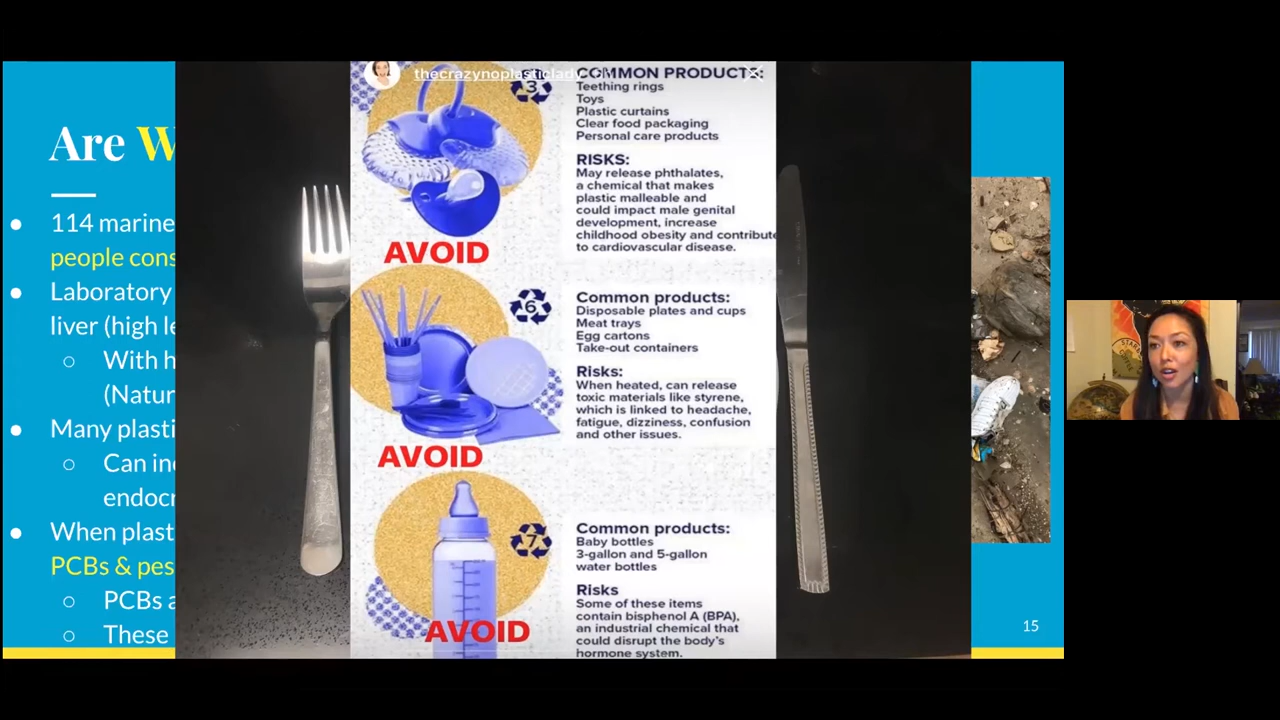 Are W
114 marine
people cons
Laboratory
liver (high le
With h
(Natur
Many plasti
Can inc
endocr
When plast
PCBs & pes
PCBs a
These
thecrazynoplasticlady
3
COMMON PRODUCTS:
Teething rings
Toys
Plastic curtains
Clear food packaging
Personal care products
RISKS:
May release phthalates,
a chemical that makes
plastic malleable and
could impact male genital
development, increase
childhood obesity and contribute
to cardiovascular disease.
AVOID
6
Common products:
Disposable plates and cups
Meat trays
Egg cartons
Take-out containers
Risks:
When heated, can release
toxic materials like styrene,
which is linked to headache,
fatigue, dizziness, confusion
and other issues.
AVOID
7
Common products:
Baby bottles
3-gallon and 5-gallon
water bottles
Risks
Some of these items
contain bisphenol A (BPA),
an industrial chemical that
could disrupt the body's
hormone system.
AVOID
15